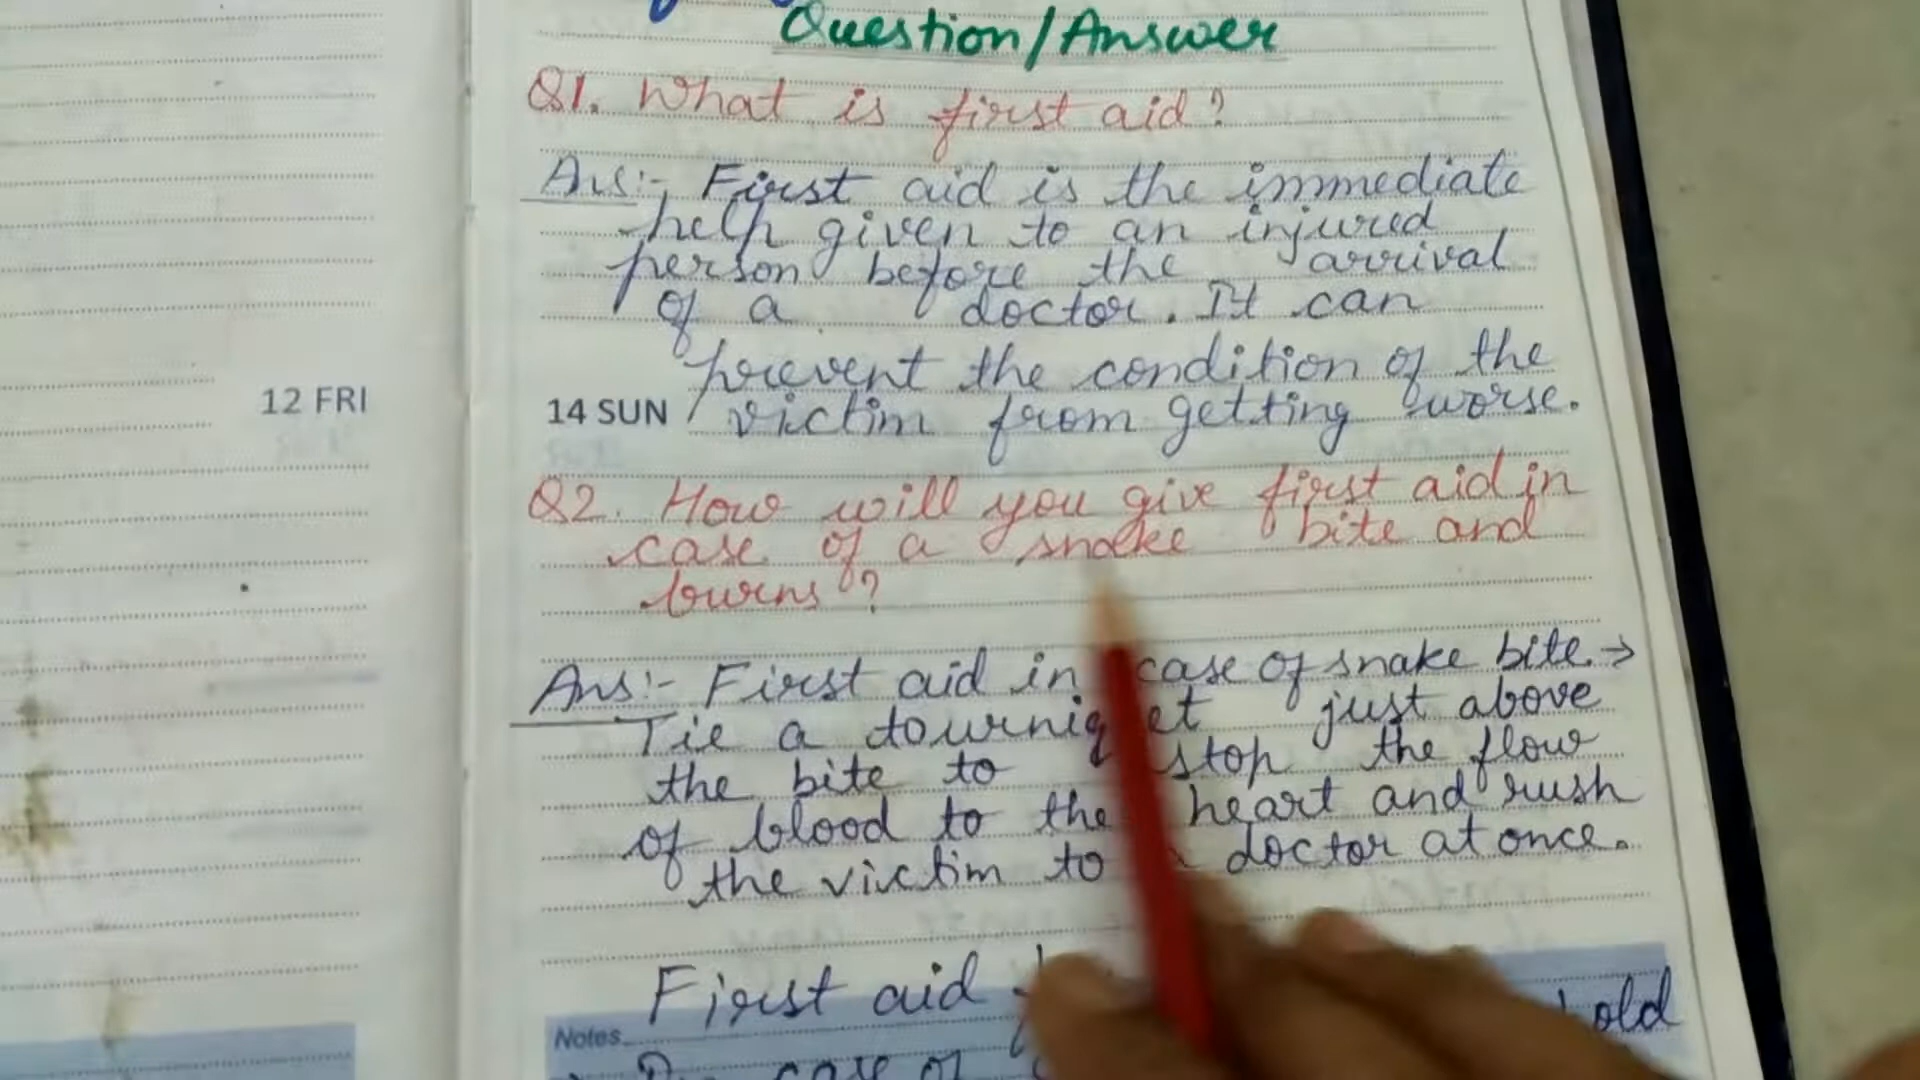 Question/Answer
Q1. What is first aid?
Ans:- First aid is the immediate
help given to an injured
person before the arrival
of a doctor. It can
prevent the condition of the
12 FRI
14 SUN victim from getting worse.
Q2. How will you give first aid in
case of a snake bite and
burns?
Ans:- First aid in case of snake bite →
Tie a tourniquet just above
the bite to stop the flow
of blood to the heart and rush
the victim to doctor at once.
First aid
old
Notes
case of